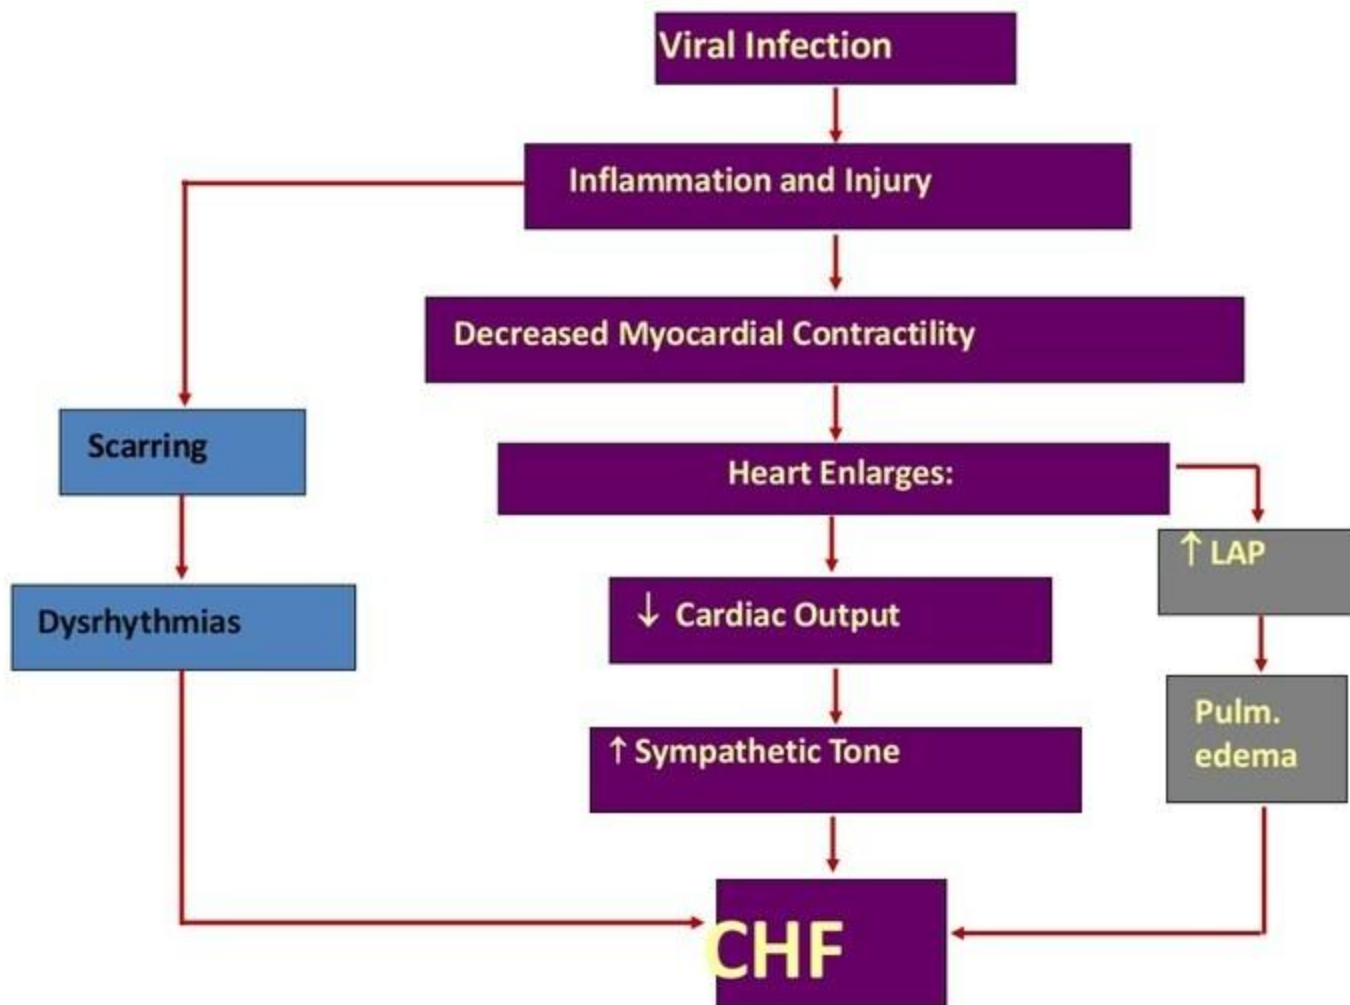 Viral Infection
Inflammation and Injury
Decreased Myocardial Contractility
Scarring
Heart Enlarges:
↑ LAP
↓ Cardiac Output
Dysrhythmias
Pulm.
edema
↑ Sympathetic Tone
CHF